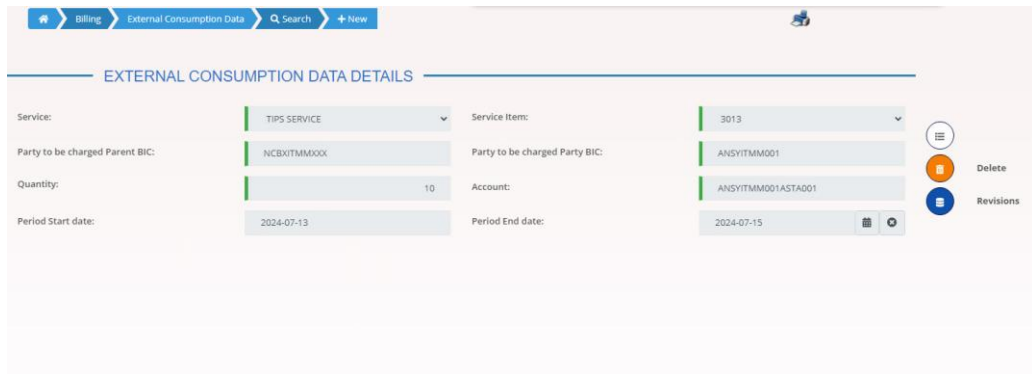 Billing External Consumption Data Search New
EXTERNAL CONSUMPTION DATA DETAILS
Service: TIPS SERVICE Service Item: 3013
Party to be charged Parent BIC: NCBXITMMXXX Party to be charged Party BIC: ANSYITMM001
Delete
Quantity: 10 Account: ANSYITMM001ASTA001
Revisions
Period Start date: 2024-07-13 Period End date: 2024-07-15